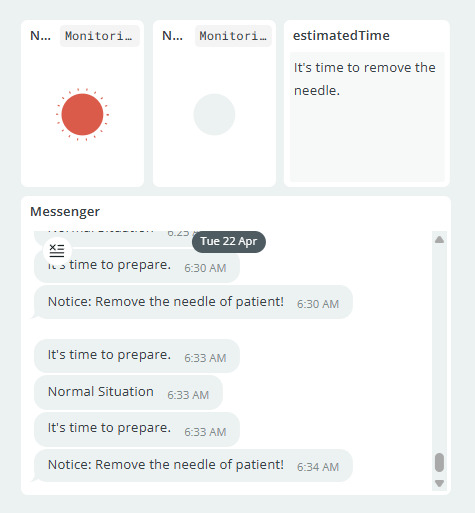 N... Monitori...
N... Monitori...
estimatedTime
It's time to remove the
needle.
Messenger
Normal Situation
Tue 22 Apr
It's time to prepare. 6:30 AM
Notice: Remove the needle of patient! 6:30 AM
It's time to prepare. 6:33 AM
Normal Situation 6:33 AM
It's time to prepare. 6:33 AM
Notice: Remove the needle of patient! 6:34 AM